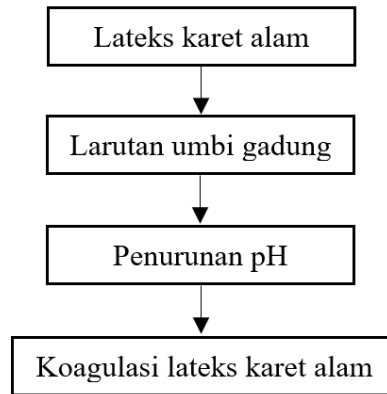 Lateks karet alam
Larutan umbi gadung
Penurunan pH
Koagulasi lateks karet alam